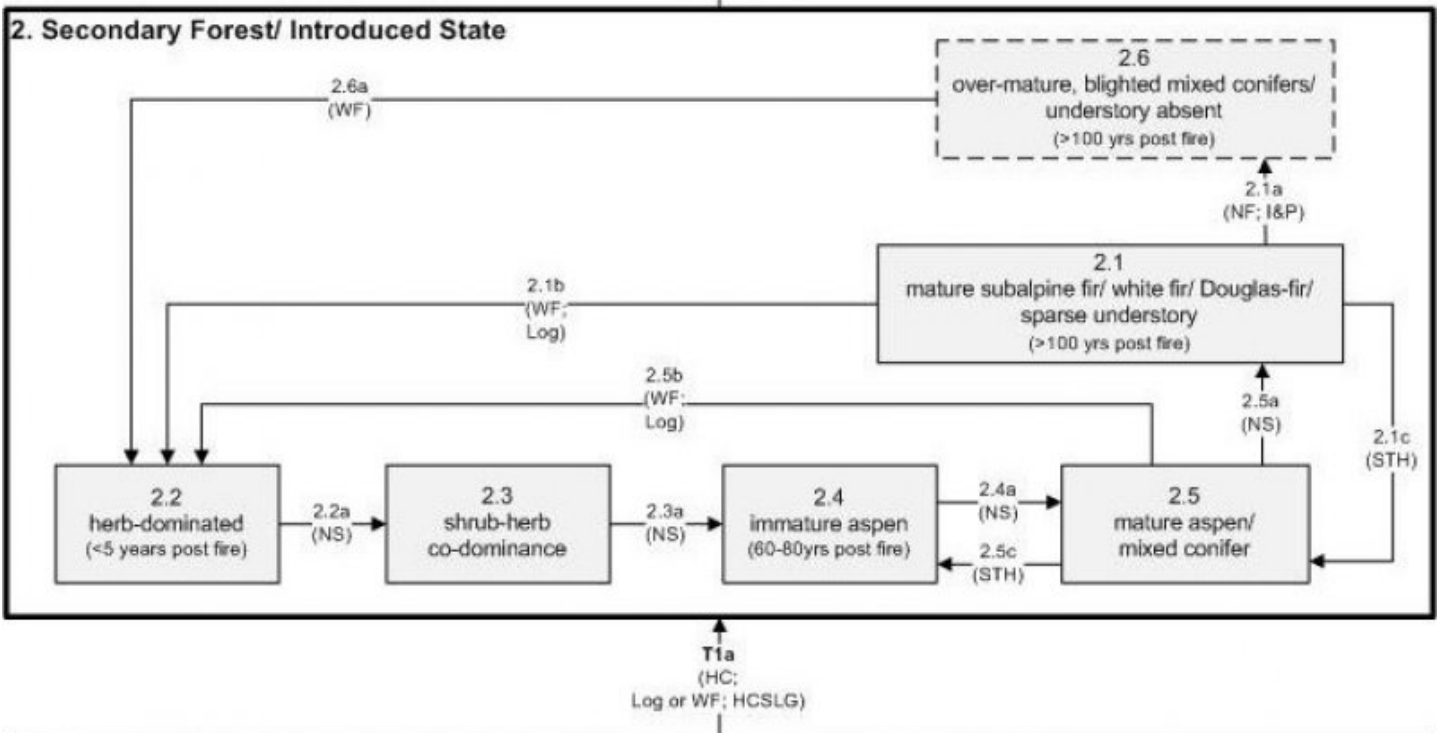 2. Secondary Forest/ Introduced State
2.6
over-mature, blighted mixed conifers/
understory absent
(>100 yrs post fire)
2.6a
(WF)
2.1a
(NF; I&P)
2.1
mature subalpine fir/ white fir/ Douglas-fir/
sparse understory
(>100 yrs post fire)
2.1b
(WF;
Log)
2.5b
(WF;
Log)
2.5a
(NS)
2.1c
(STH)
2.2
herb-dominated
(<5 years post fire)
2.2a
(NS)
2.3
shrub-herb
co-dominance
2.3a
(NS)
2.4
immature aspen
(60-80yrs post fire)
2.4a
(NS)
2.5c
(STH)
2.5
mature aspen/
mixed conifer
T1a
(HC;
Log or WF; HCSLG)